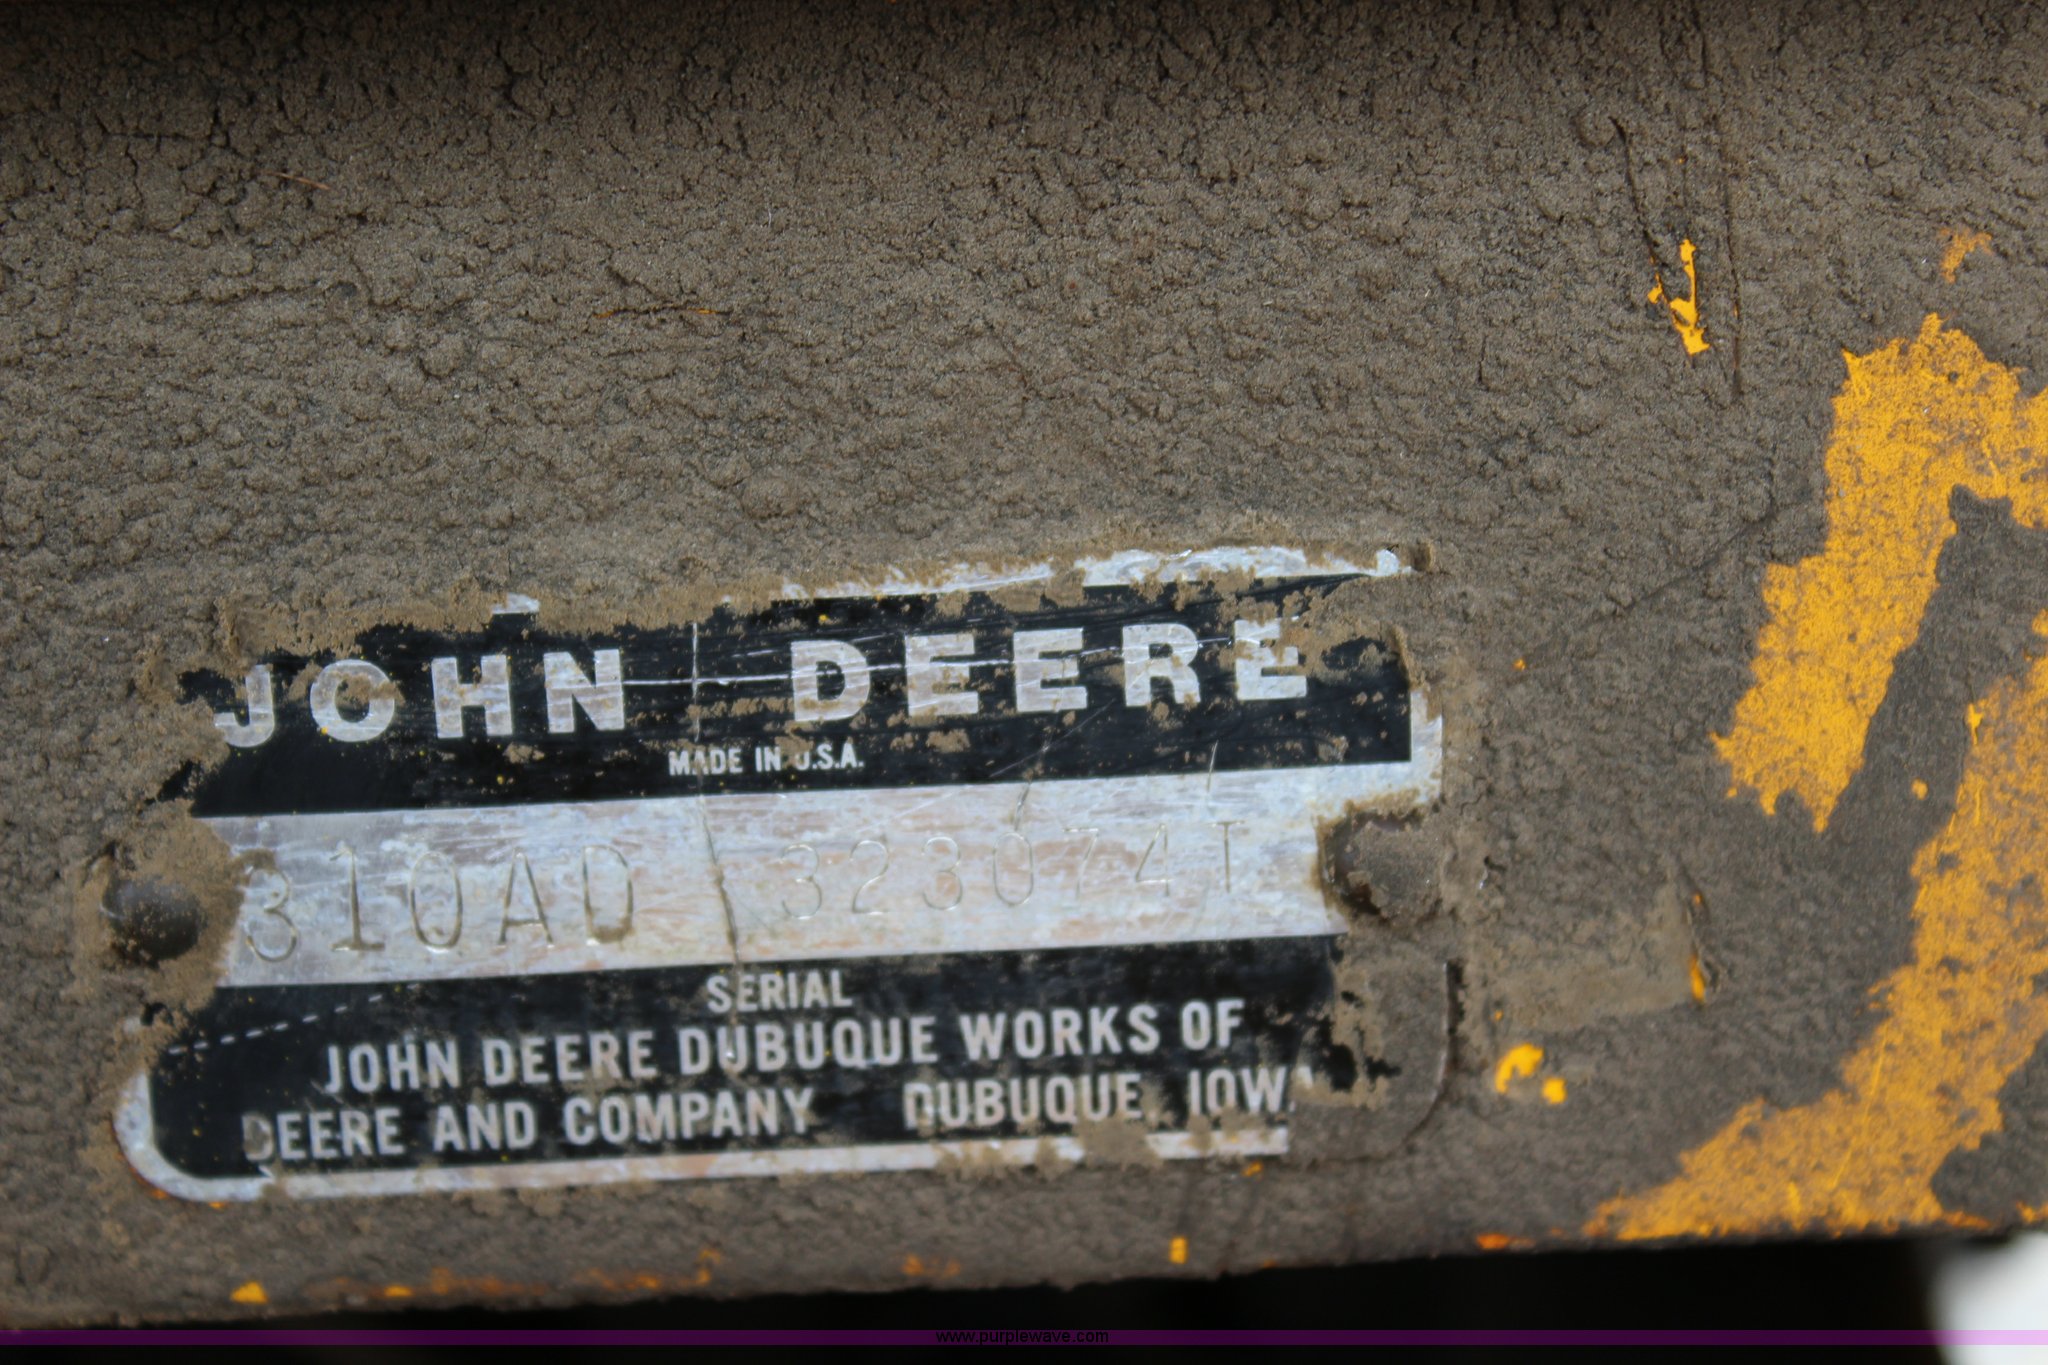 JOHN DEERE
MADE IN U.S.A.
310AD 323074T
SERIAL
JOHN DEERE DUBUQUE WORKS OF
DEERE AND COMPANY DUBUQUE, IOWA
www.purplewave.com